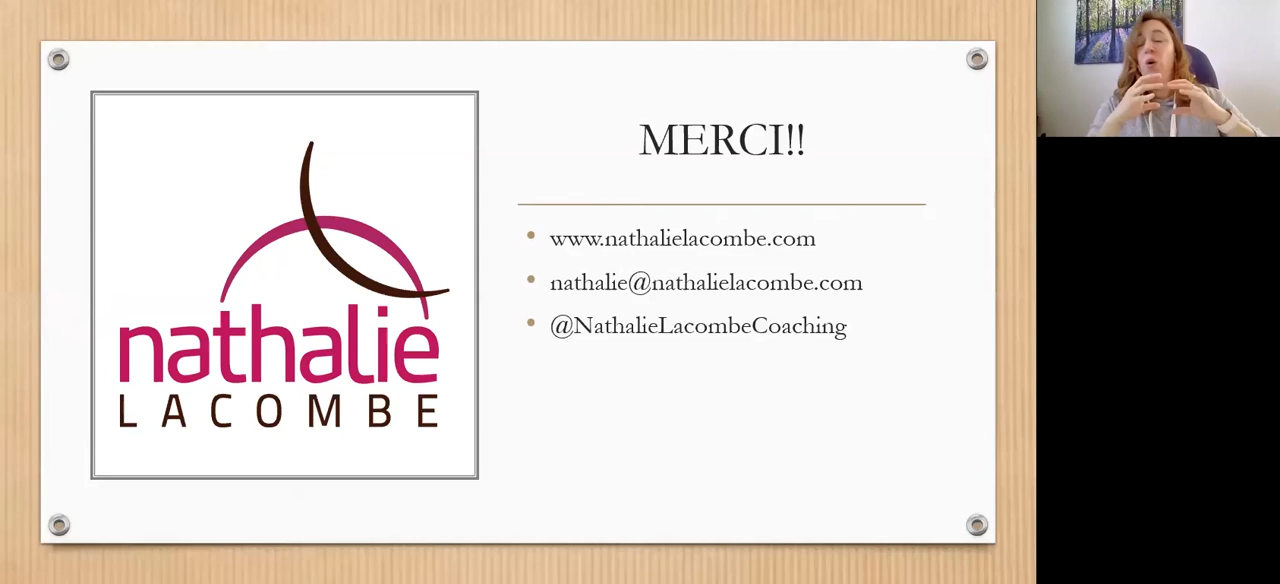 nathalie
LACOMBE
MERCI!!
www.nathalielacombe.com
nathalie@nathalielacombe.com
@NathalieLacombeCoaching